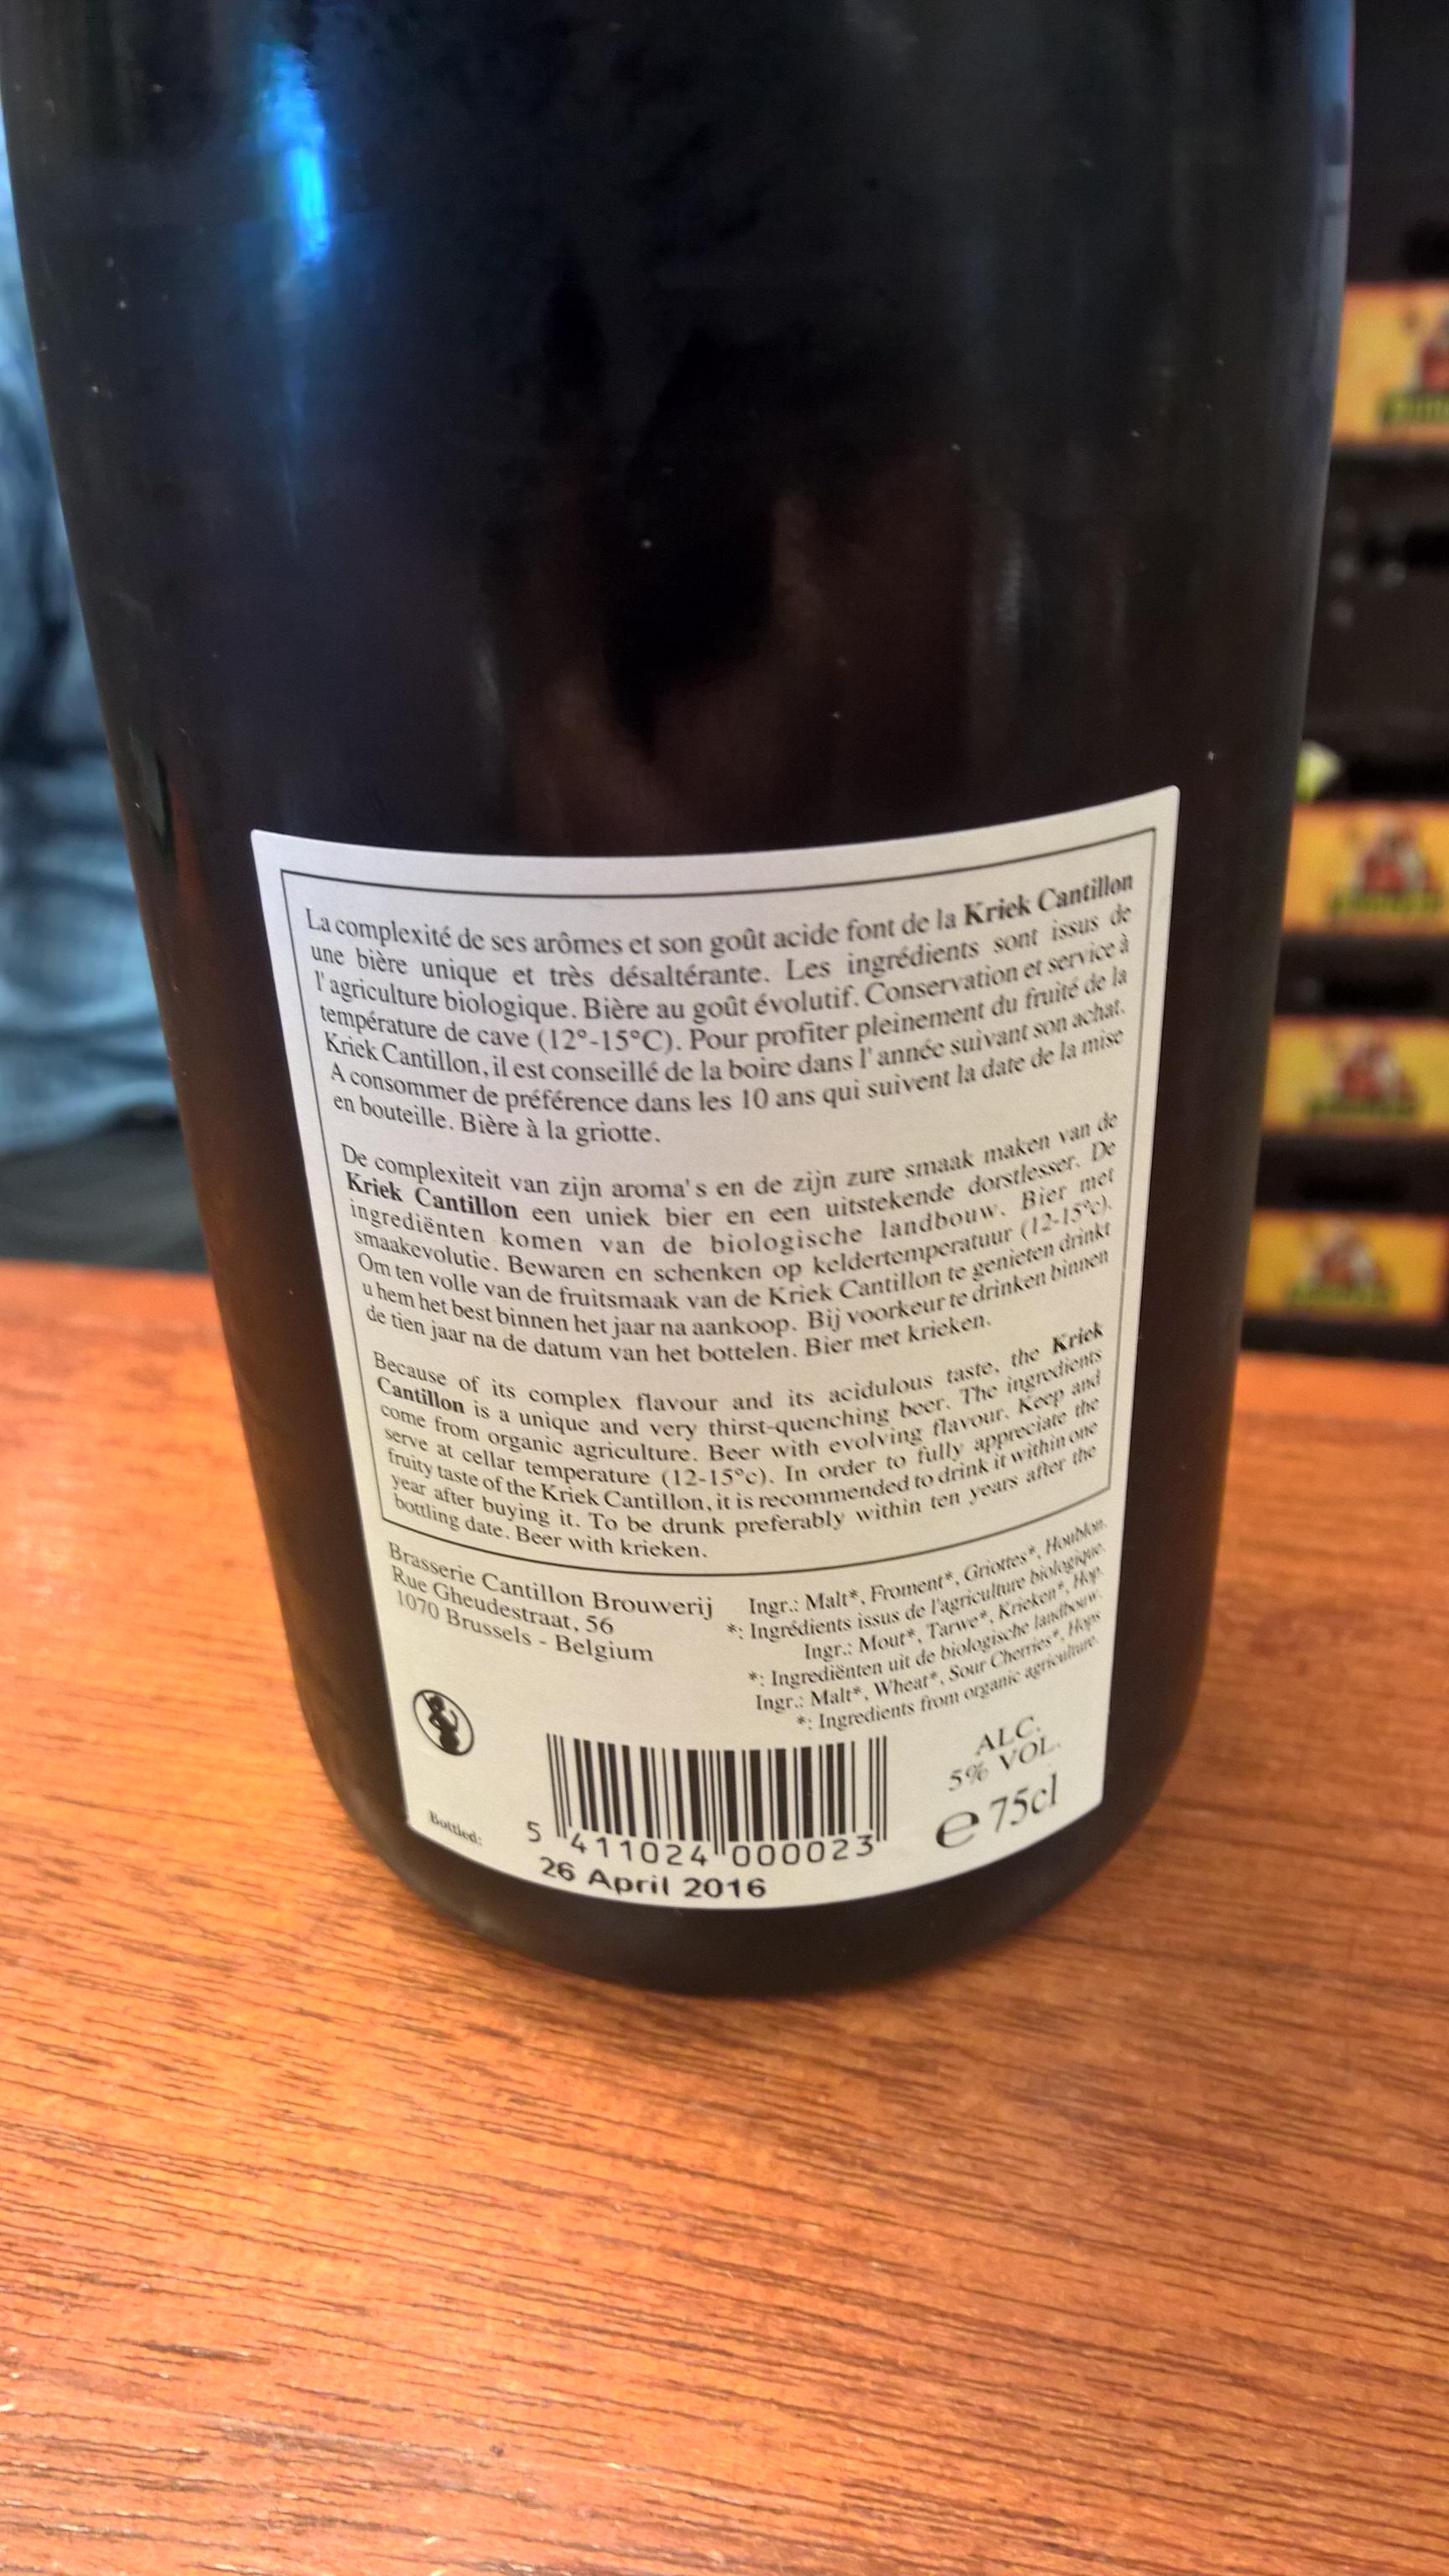 La complexité de ses arômes et son goût acide font de la Kriek Cantillon
une bière unique et très désaltérante. Les ingrédients sont issus de
l'agriculture biologique. Bière au goût évolutif. Conservation et service à
température de cave (12°-15°C). Pour profiter pleinement du fruité de la
Kriek Cantillon, il est conseillé de la boire dans l'année suivant son achat.
A consommer de préférence dans les 10 ans qui suivent la date de la mise
en bouteille. Bière à la griotte.
De complexiteit van zijn aroma's en de zijn zure smaak maken van de
Kriek Cantillon een uniek bier en een uitstekende dorstlesser. De
ingrediënten komen van de biologische landbouw. Bier met
smaakevolutie. Bewaren en schenken op keldertemperatuur (12-15°c).
Om ten volle van de fruitsmaak van de Kriek Cantillon te genieten drinkt
u hem het best binnen het jaar na aankoop. Bij voorkeur te drinken binnen
de tien jaar na de datum van het bottelen. Bier met krieken.
Because of its complex flavour and its acidulous taste, the Kriek
Cantillon is a unique and very thirst-quenching beer. The ingredients
come from organic agriculture. Beer with evolving flavour. Keep and
serve at cellar temperature (12-15°c). In order to fully appreciate the
fruity taste of the Kriek Cantillon, it is recommended to drink it within one
year after buying it. To be drunk preferably within ten years after the
bottling date. Beer with krieken.
Brasserie Cantillon Brouwerij
Rue Gheudestraat, 56
1070 Brussels - Belgium
Ingr.: Malt*, Froment*, Griottes*, Houblon.
*: Ingrédients issus de l'agriculture biologique.
Ingr.: Mout*, Tarwe*, Krieken*, Hop.
*: Ingrediënten uit de biologische landbouw.
Ingr.: Malt*, Wheat*, Sour Cherries*, Hops
*: Ingredients from organic agriculture.
ALC.
5% VOL.
e 75cl
5 411024 000023
Bottled:
26 April 2016